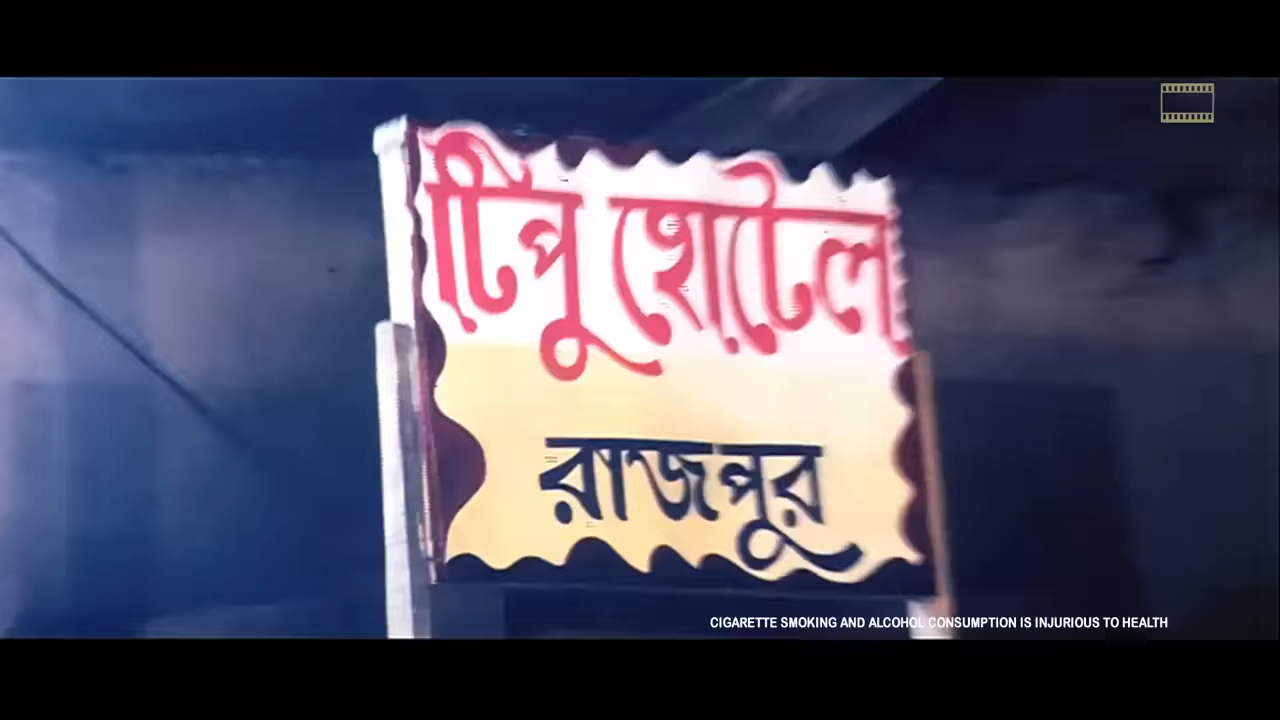 টিপু হোটেল
রাজপুর
CIGARETTE SMOKING AND ALCOHOL CONSUMPTION IS INJURIOUS TO HEALTH